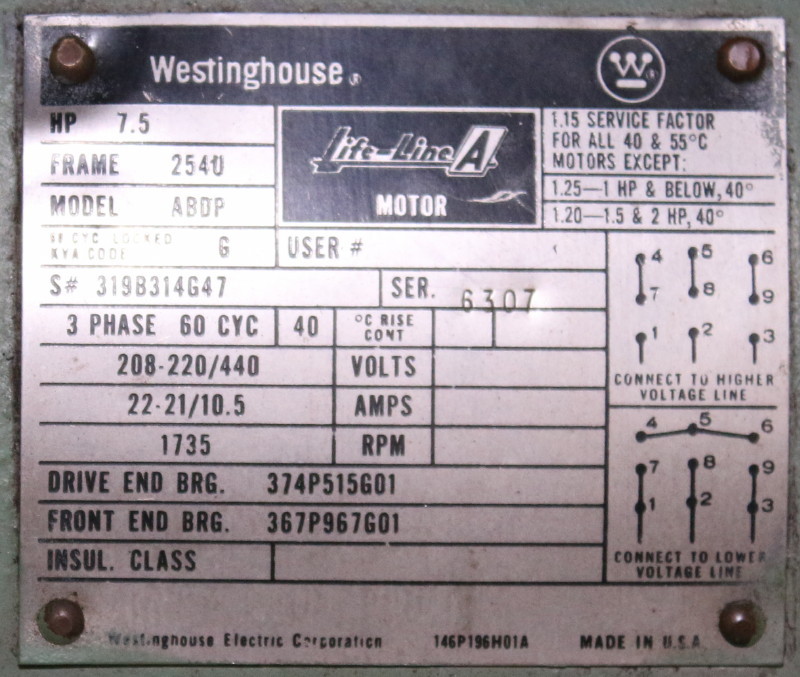 Westinghouse
W
HP 7.5
FRAME 254U
MODEL ABDP
Life-Line A
MOTOR
1.15 SERVICE FACTOR
FOR ALL 40 & 55°C
MOTORS EXCEPT:
1.25—1 HP & BELOW, 40°
1.20—1.5 & 2 HP, 40°
CYC LOCKED
KVA CODE G
USER #
S# 319B314G47
SER. 6307
3 PHASE 60 CYC 40 °C RISE
CONT
208-220/440 VOLTS
22-21/10.5 AMPS
1735 RPM
DRIVE END BRG. 374P515G01
FRONT END BRG. 367P967G01
INSUL. CLASS
4 5 6
7 8 9
1 2 3
CONNECT TO HIGHER
VOLTAGE LINE
4 5 6
7 8 9
1 2 3
CONNECT TO LOWER
VOLTAGE LINE
Westinghouse Electric Corporation 146P196H01A MADE IN U.S.A.